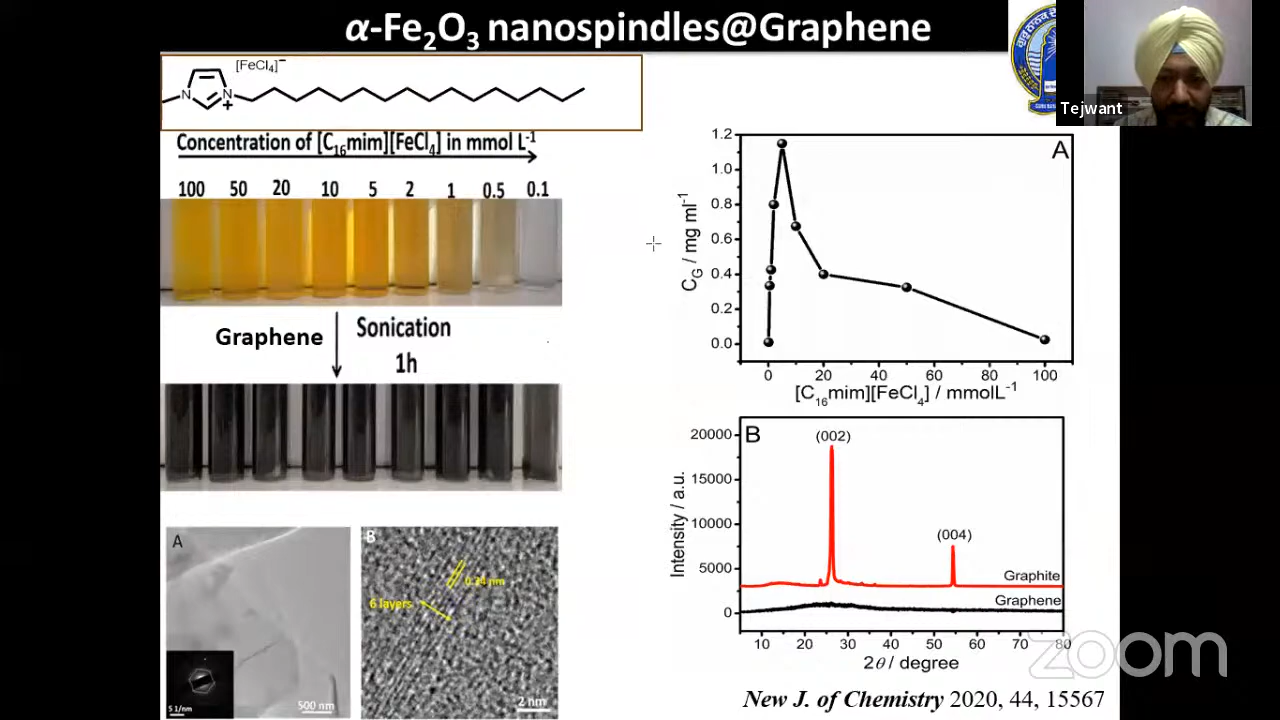 α-Fe₂O₃ nanospindles@Graphene
Tejwant
[FeCl₄]⁻
N N
+
Concentration of [C₁₆mim][FeCl₄] in mmol L⁻¹
100 50 20 10 5 2 1 0.5 0.1
Graphene
Sonication
1h
A
B
0.34 nm
6 layers
5 1/nm
500 nm
2 nm
A
1.2
1.0
0.8
0.6
0.4
0.2
0.0
C_G / mg ml⁻¹
0 20 40 60 80 100
[C₁₆mim][FeCl₄] / mmolL⁻¹
B
(002)
(004)
20000
15000
10000
5000
0
Intensity / a.u.
Graphite
Graphene
10 20 30 40 50 60 70 80
2θ / degree
zoom
New J. of Chemistry 2020, 44, 15567